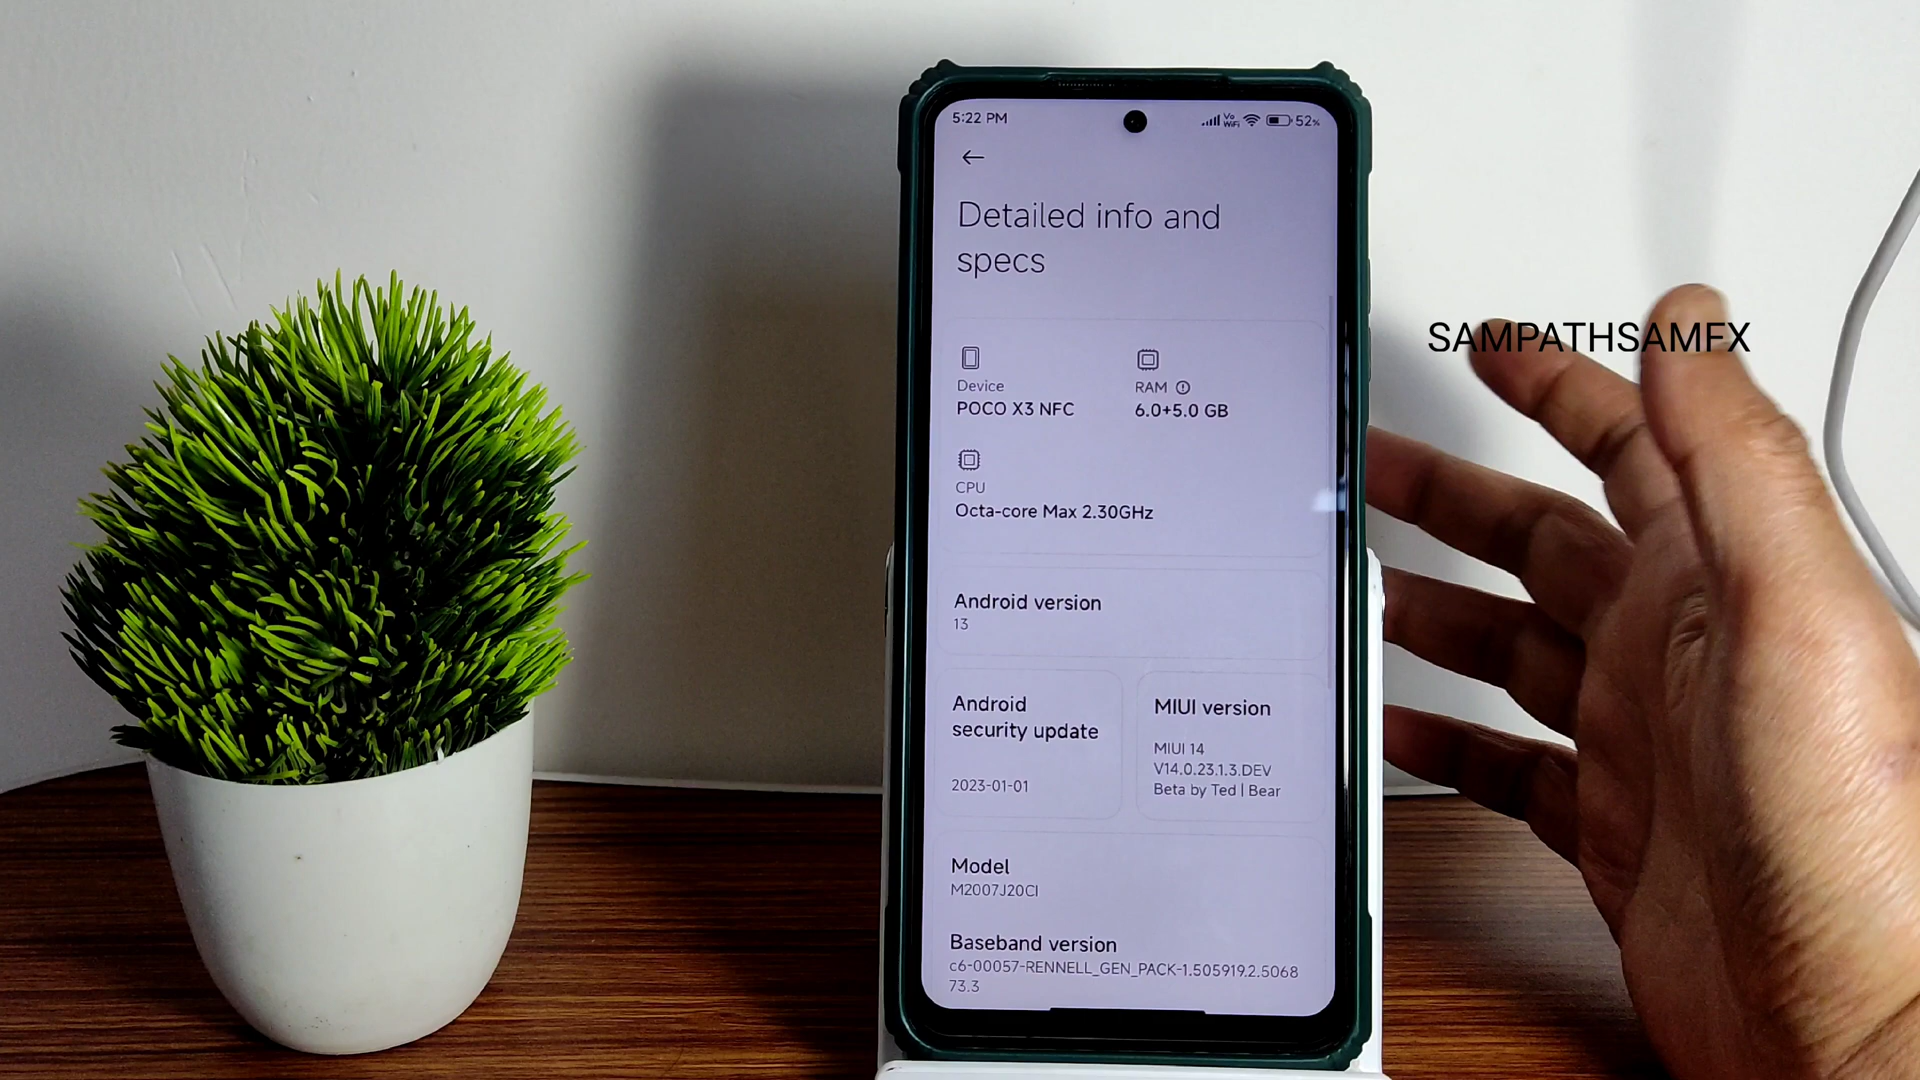 5:22 PM
Vo
WiFi
52%
Detailed info and
specs
Device
POCO X3 NFC
RAM
6.0+5.0 GB
CPU
Octa-core Max 2.30GHz
Android version
13
Android
security update
2023-01-01
MIUI version
MIUI 14
V14.0.23.1.3.DEV
Beta by Ted | Bear
Model
M2007J20CI
Baseband version
c6-00057-RENNELL_GEN_PACK-1.505919.2.5068
73.3
SAMPATHSAMFX